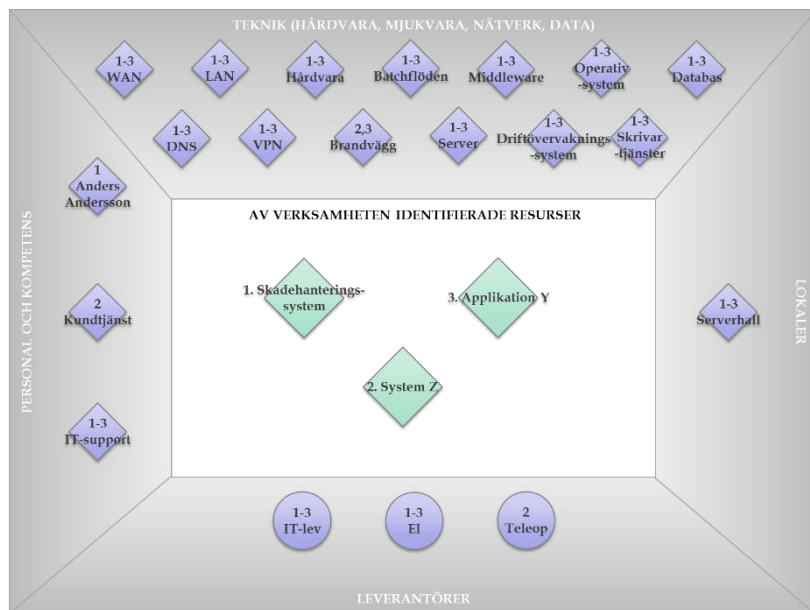 TEKNIK (HÅRDVARA, MJUKVARA, NÄTVERK, DATA)
1-3
WAN
1-3
LAN
1-3
Hårdvara
1-3
Batchflöden
1-3
Middleware
1-3
Operativ
-system
1-3
Databas
1-3
DNS
1-3
VPN
2,3
Brandvägg
1-3
Server
1-3
Driftövervaknings
-system
1-3
Skrivar
-tjänster
PERSONAL OCH KOMPETENS
1
Anders
Andersson
2
Kundtjänst
1-3
IT-support
AV VERKSAMHETEN IDENTIFIERADE RESURSER
1. Skadehanterings-
system
3. Applikation Y
2. System Z
LOKALER
1-3
Serverhall
1-3
IT-lev
1-3
El
2
Teleop
LEVERANTÖRER